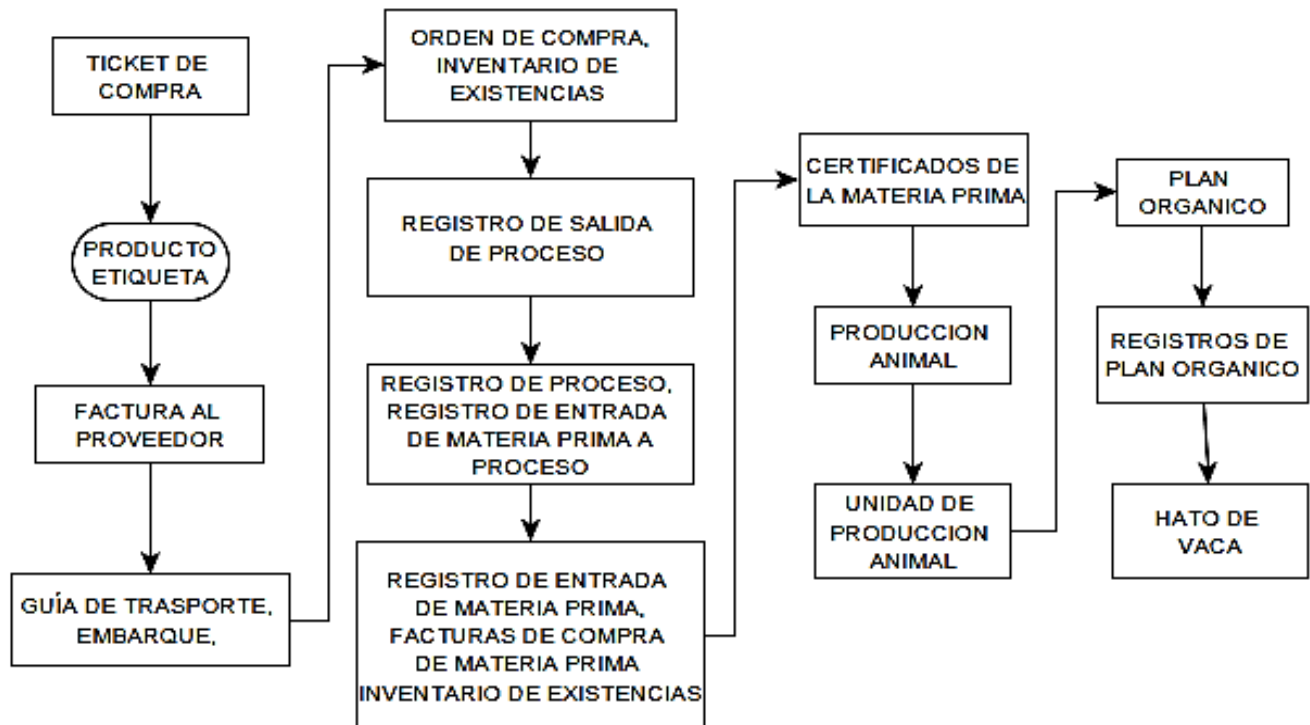 TICKET DE
COMPRA
PRODUCTO
ETIQUETA
FACTURA AL
PROVEEDOR
GUÍA DE TRASPORTE,
EMBARQUE,
ORDEN DE COMPRA,
INVENTARIO DE
EXISTENCIAS
REGISTRO DE SALIDA
DE PROCESO
REGISTRO DE PROCESO,
REGISTRO DE ENTRADA
DE MATERIA PRIMA A
PROCESO
REGISTRO DE ENTRADA
DE MATERIA PRIMA,
FACTURAS DE COMPRA
DE MATERIA PRIMA
INVENTARIO DE EXISTENCIAS
CERTIFICADOS DE
LA MATERIA PRIMA
PRODUCCION
ANIMAL
UNIDAD DE
PRODUCCION
ANIMAL
PLAN
ORGANICO
REGISTROS DE
PLAN ORGANICO
HATO DE
VACA